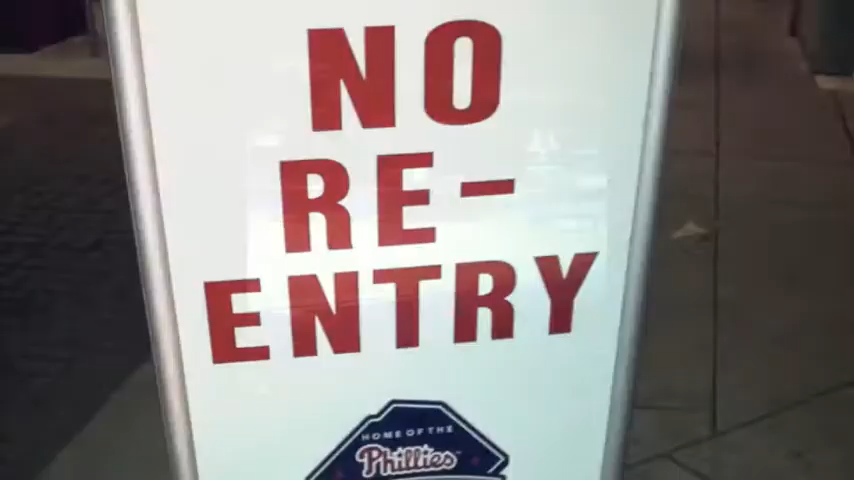 NO
RE-
ENTRY
HOME OF THE
Phillies